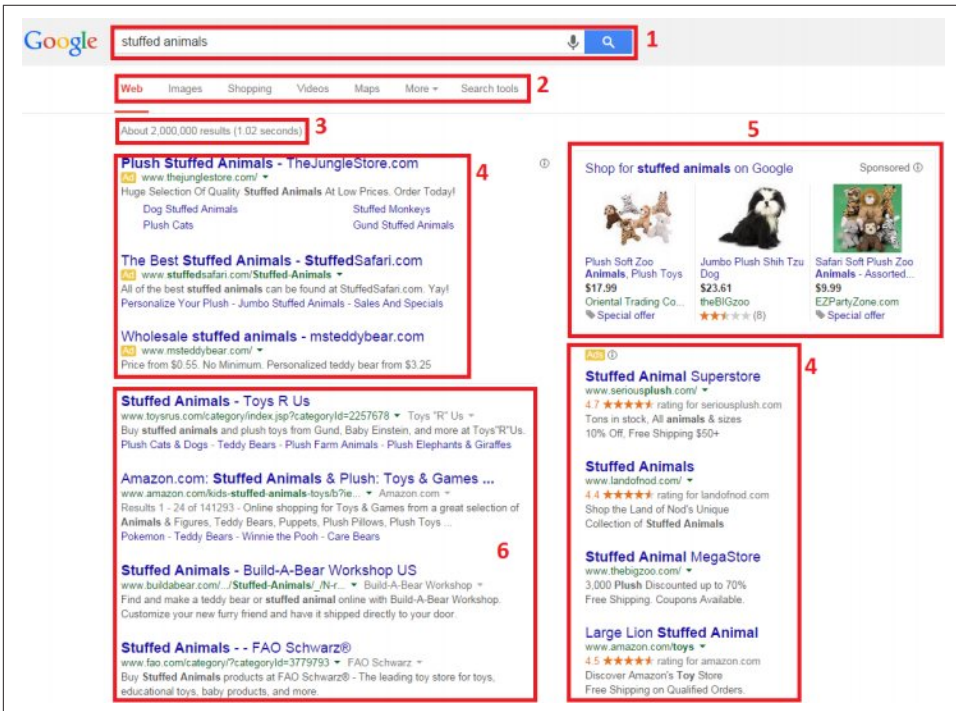 Google
stuffed animals
1
Web Images Shopping Videos Maps More Search tools
2
About 2,000,000 results (1.02 seconds)
3
Plush Stuffed Animals - TheJungleStore.com
Ad www.thejunglestore.com/
Huge Selection Of Quality Stuffed Animals At Low Prices. Order Today!
Dog Stuffed Animals Stuffed Monkeys
Plush Cats Gund Stuffed Animals
The Best Stuffed Animals - StuffedSafari.com
Ad www.stuffedsafari.com/Stuffed-Animals
All of the best stuffed animals can be found at StuffedSafari.com. Yay!
Personalize Your Plush - Jumbo Stuffed Animals - Sales And Specials
Wholesale stuffed animals - msteddybear.com
Ad www.msteddybear.com/
Price from $0.55. No Minimum. Personalized teddy bear from $3.25
4
Stuffed Animals - Toys R Us
www.toysrus.com/category/index.jsp?categoryId=2257678 Toys "R" Us
Buy stuffed animals and plush toys from Gund, Baby Einstein, and more at Toys"R"Us.
Plush Cats & Dogs - Teddy Bears - Plush Farm Animals - Plush Elephants & Giraffes
Amazon.com: Stuffed Animals & Plush: Toys & Games ...
www.amazon.com/kids-stuffed-animals-toys/b?ie... Amazon.com
Results 1 - 24 of 141293 - Online shopping for Toys & Games from a great selection of
Animals & Figures, Teddy Bears, Puppets, Plush Pillows, Plush Toys ...
Pokemon - Teddy Bears - Winnie the Pooh - Care Bears
Stuffed Animals - Build-A-Bear Workshop US
www.buildabear.com/.../Stuffed-Animals/_/N-r... Build-A-Bear Workshop
Find and make a teddy bear or stuffed animal online with Build-A-Bear Workshop.
Customize your new furry friend and have it shipped directly to your door.
Stuffed Animals - - FAO Schwarz®
www.fao.com/category/?categoryId=3779793 FAO Schwarz
Buy Stuffed Animals products at FAO Schwarz® - The leading toy store for toys,
educational toys, baby products, and more.
6
5
Shop for stuffed animals on Google Sponsored
Plush Soft Zoo
Animals, Plush Toys
$17.99
Oriental Trading Co...
Special offer
Jumbo Plush Shih Tzu
Dog
$23.61
theBIGzoo
(8)
Safari Soft Plush Zoo
Animals - Assorted...
$9.99
EZPartyZone.com
Special offer
Ads
Stuffed Animal Superstore
www.seriousplush.com/
4.7 rating for seriousplush.com
Tons in stock, All animals & sizes
10% Off, Free Shipping $50+
Stuffed Animals
www.landofnod.com/
4.4 rating for landofnod.com
Shop the Land of Nod's Unique
Collection of Stuffed Animals
Stuffed Animal MegaStore
www.thebigzoo.com/
3,000 Plush Discounted up to 70%
Free Shipping. Coupons Available.
Large Lion Stuffed Animal
www.amazon.com/toys
4.5 rating for amazon.com
Discover Amazon's Toy Store
Free Shipping on Qualified Orders.
4